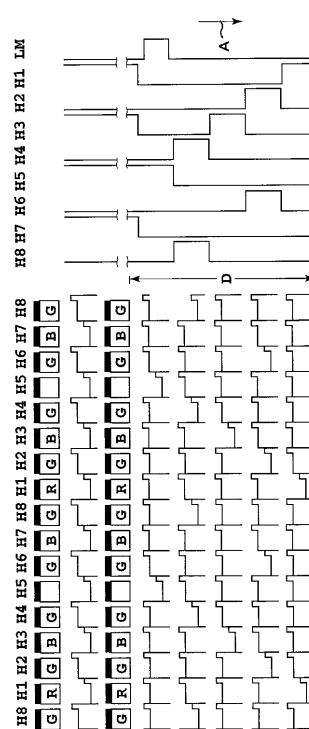 H8 H1 H2 H3 H4 H5 H6 H7 H8 H1 H2 H3 H4 H5 H6 H7 H8
G R G B G G B G R G B G G B G
G R G B G G B G R G B G G B G
H8 H7 H6 H5 H4 H3 H2 H1 LM
D
A